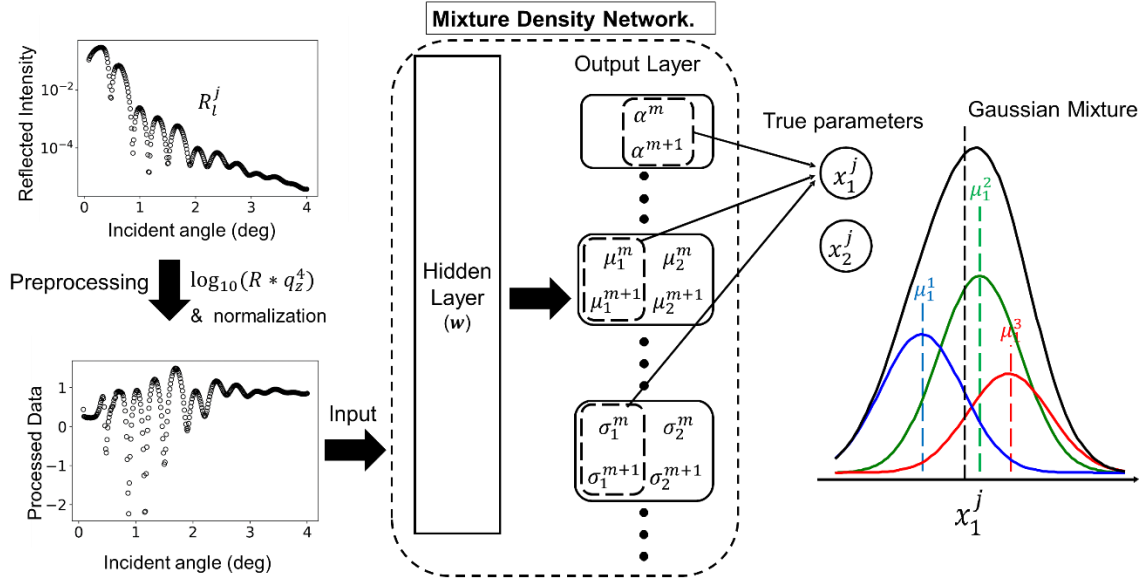 Mixture Density Network.
Reflected Intensity
10⁻²
10⁻⁴
R_l^j
0 1 2 3 4
Incident angle (deg)
Preprocessing
log₁₀(R * q_z^4)
& normalization
Processed Data
1
0
−1
−2
0 1 2 3 4
Incident angle (deg)
Input
Hidden
Layer
(w)
Output Layer
α^m
α^{m+1}
μ_1^m μ_2^m
μ_1^{m+1} μ_2^{m+1}
σ_1^m σ_2^m
σ_1^{m+1} σ_2^{m+1}
True parameters
x_1^j
x_2^j
Gaussian Mixture
μ_1^2
μ_1^1
μ_1^3
x_1^j